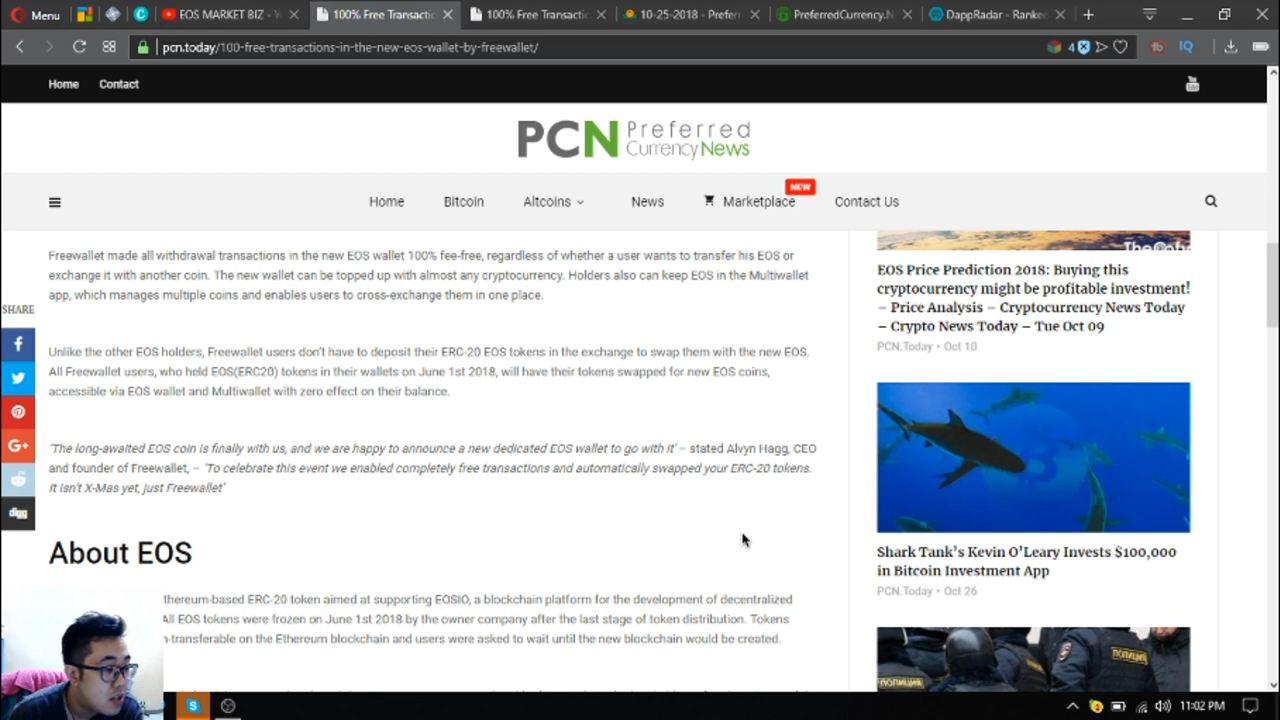 Menu
EOS MARKET BIZ - Y
100% Free Transactic
100% Free Transactic
10-25-2018 - Preferr
PreferredCurrency.N
DappRadar - Ranked
pcn.today/100-free-transactions-in-the-new-eos-wallet-by-freewallet/
4
1b
IQ
Home
Contact
You Tube
PCN Preferred
CurrencyNews
Home
Bitcoin
Altcoins
News
Marketplace
NEW
Contact Us
SHARE
Freewallet made all withdrawal transactions in the new EOS wallet 100% fee-free, regardless of whether a user wants to transfer his EOS or
exchange it with another coin. The new wallet can be topped up with almost any cryptocurrency. Holders also can keep EOS in the Multiwallet
app, which manages multiple coins and enables users to cross-exchange them in one place.
Unlike the other EOS holders, Freewallet users don't have to deposit their ERC-20 EOS tokens in the exchange to swap them with the new EOS.
All Freewallet users, who held EOS(ERC20) tokens in their wallets on June 1st 2018, will have their tokens swapped for new EOS coins,
accessible via EOS wallet and Multiwallet with zero effect on their balance.
'The long-awaited EOS coin is finally with us, and we are happy to announce a new dedicated EOS wallet to go with it' – stated Alvyn Hagg, CEO
and founder of Freewallet, – 'To celebrate this event we enabled completely free transactions and automatically swapped your ERC-20 tokens.
It isn't X-Mas yet, just Freewallet'
digg
About EOS
thereum-based ERC-20 token aimed at supporting EOSIO, a blockchain platform for the development of decentralized
All EOS tokens were frozen on June 1st 2018 by the owner company after the last stage of token distribution. Tokens
n-transferable on the Ethereum blockchain and users were asked to wait until the new blockchain would be created.
EOS Price Prediction 2018: Buying this
cryptocurrency might be profitable investment!
– Price Analysis – Cryptocurrency News Today
– Crypto News Today – Tue Oct 09
PCN.Today • Oct 10
Shark Tank's Kevin O'Leary Invests $100,000
in Bitcoin Investment App
PCN.Today • Oct 26
ПОЛИЦИЯ
ПОЛИЦИЯ
11:02 PM